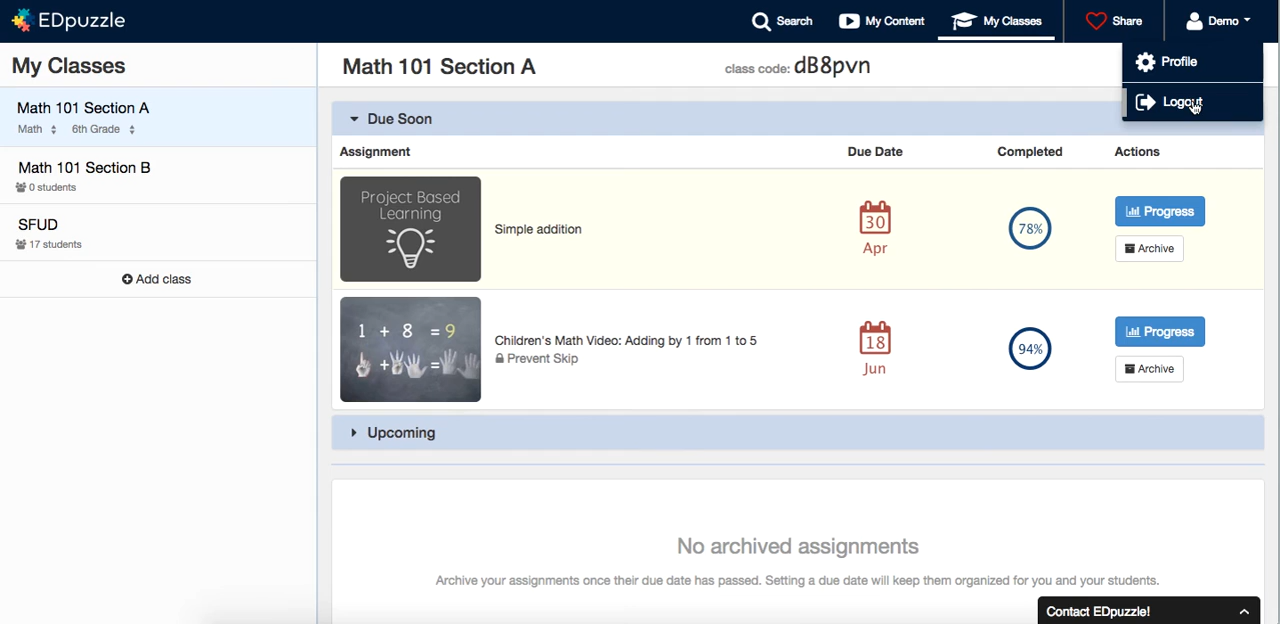 EDpuzzle
Search
My Content
My Classes
Share
Demo
Profile
Logout
My Classes
Math 101 Section A
Math
6th Grade
Math 101 Section B
0 students
SFUD
17 students
Add class
Math 101 Section A
class code: dB8pvn
Due Soon
Assignment
Due Date
Completed
Actions
Project Based
Learning
Simple addition
30
Apr
78%
Progress
Archive
1 + 8 = 9
+ =
Children's Math Video: Adding by 1 from 1 to 5
Prevent Skip
18
Jun
94%
Progress
Archive
Upcoming
No archived assignments
Archive your assignments once their due date has passed. Setting a due date will keep them organized for you and your students.
Contact EDpuzzle!